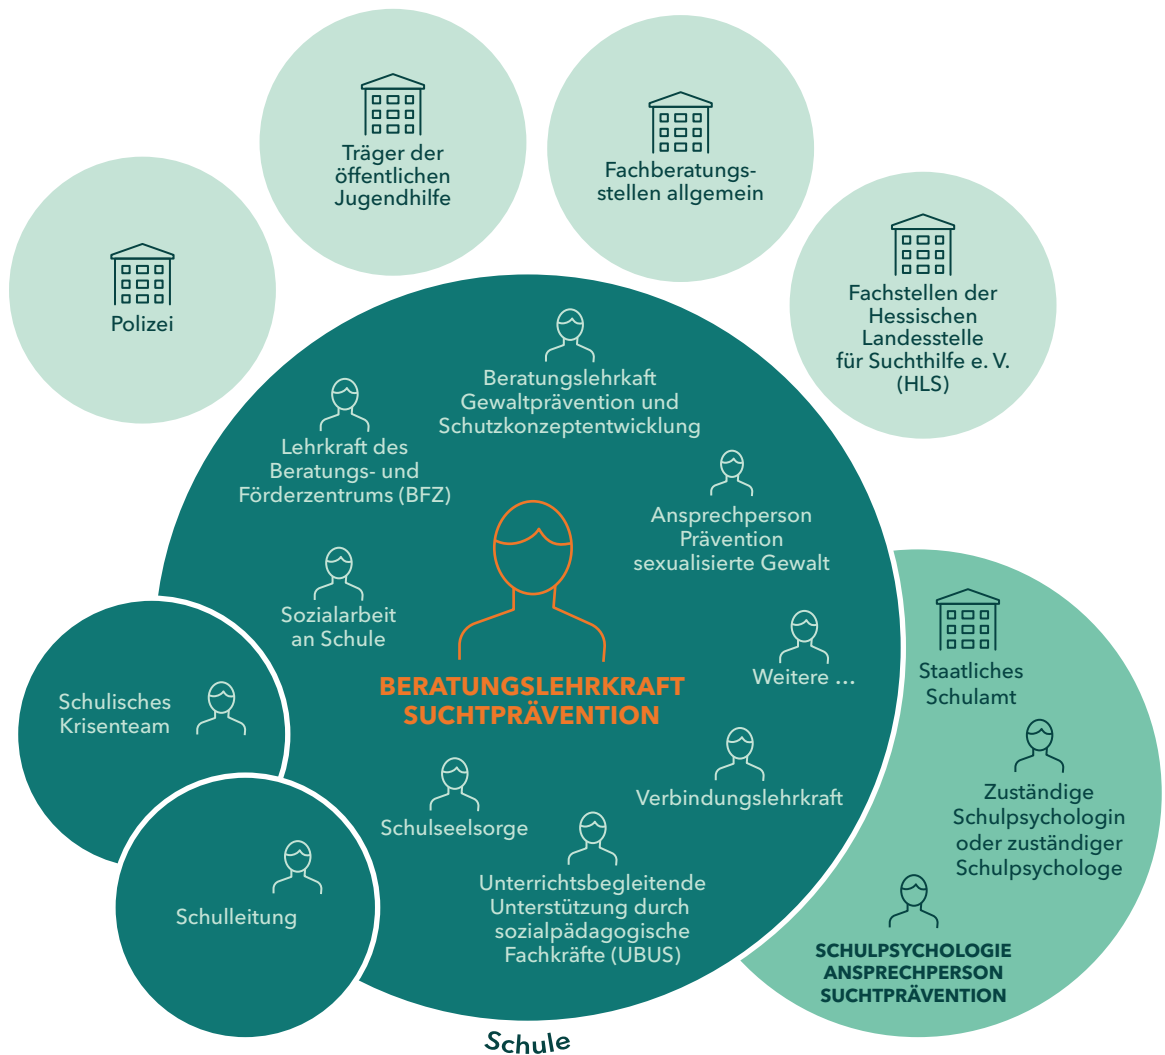 Träger der
öffentlichen
Jugendhilfe
Fachberatungs-
stellen allgemein
Polizei
Fachstellen der
Hessischen
Landesstelle
für Suchthilfe e. V.
(HLS)
Beratungslehrkaft
Gewaltprävention und
Schutzkonzeptentwicklung
Lehrkraft des
Beratungs- und
Förderzentrums (BFZ)
Ansprechperson
Prävention
sexualisierte Gewalt
Sozialarbeit
an Schule
BERATUNGSLEHRKRAFT
SUCHTPRÄVENTION
Weitere ...
Staatliches
Schulamt
Schulisches
Krisenteam
Zuständige
Schulpsychologin
oder zuständiger
Schulpsychologe
Verbindungslehrkraft
Schulseelsorge
Unterrichtsbegleitende
Unterstützung durch
sozialpädagogische
Fachkräfte (UBUS)
Schulleitung
SCHULPSYCHOLOGIE
ANSPRECHPERSON
SUCHTPRÄVENTION
Schule